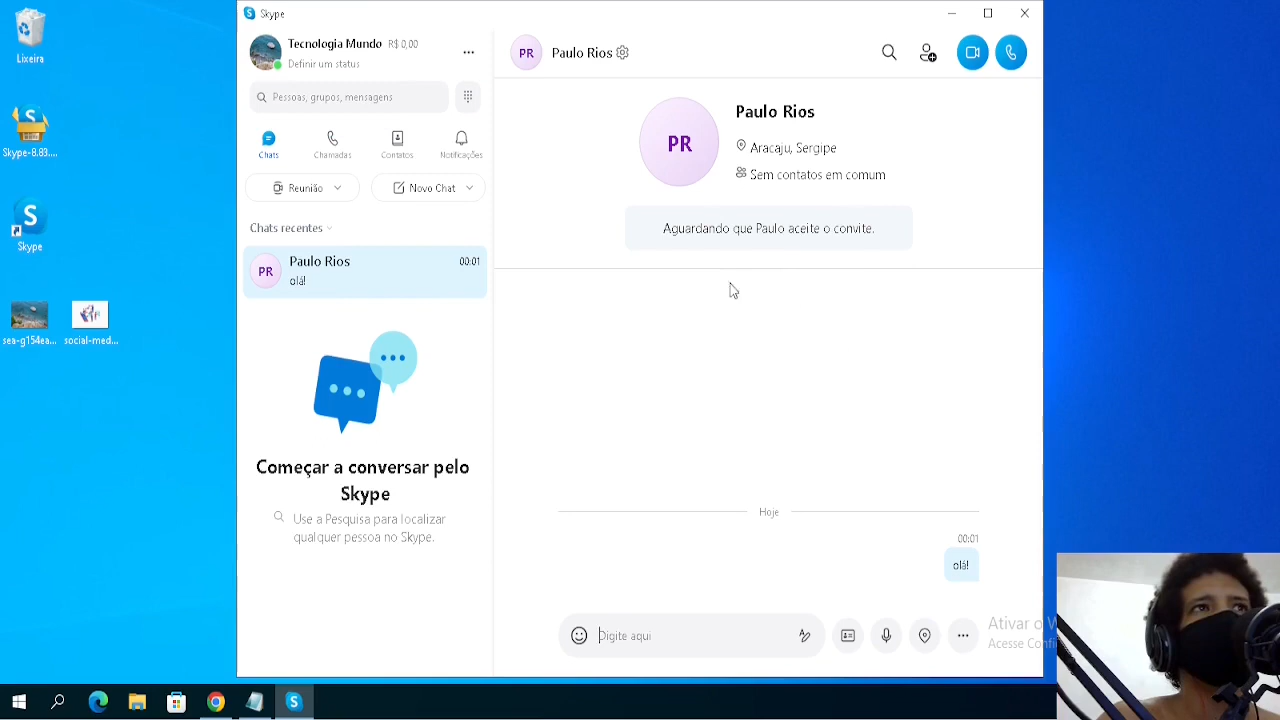 Lixeira
Skype-8.83....
Skype
sea-g154ea...
social-med...
Skype
Tecnologia Mundo R$ 0,00
Definir um status
Pessoas, grupos, mensagens
Chats
Chamadas
Contatos
Notificações
Reunião
Novo Chat
Chats recentes
PR
Paulo Rios
00:01
olá!
Começar a conversar pelo
Skype
Use a Pesquisa para localizar
qualquer pessoa no Skype.
PR
Paulo Rios
PR
Paulo Rios
Aracaju, Sergipe
Sem contatos em comum
Aguardando que Paulo aceite o convite.
Hoje
00:01
olá!
Digite aqui
Ativar o W
Acesse Confi